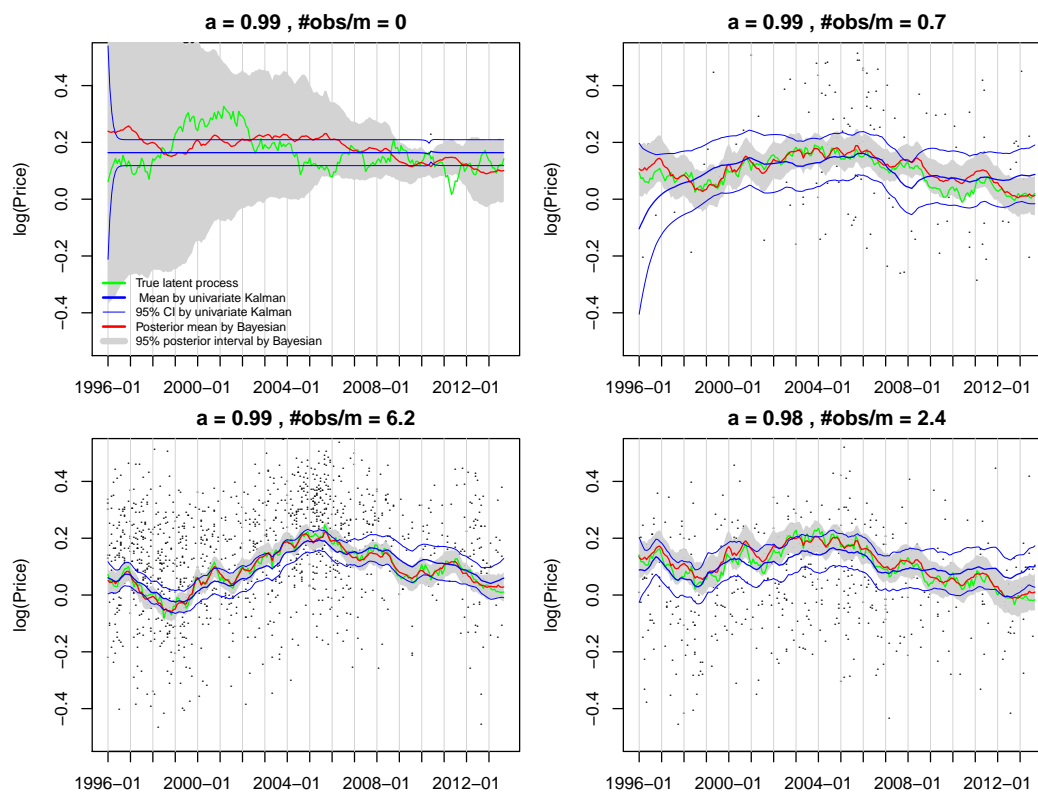 a = 0.99 , #obs/m = 0
log(Price)
0.4
0.2
0.0
−0.2
−0.4
True latent process
Mean by univariate Kalman
95% CI by univariate Kalman
Posterior mean by Bayesian
95% posterior interval by Bayesian
1996−01 2000−01 2004−01 2008−01 2012−01
a = 0.99 , #obs/m = 0.7
log(Price)
0.4
0.2
0.0
−0.2
−0.4
1996−01 2000−01 2004−01 2008−01 2012−01
a = 0.99 , #obs/m = 6.2
log(Price)
0.4
0.2
0.0
−0.2
−0.4
1996−01 2000−01 2004−01 2008−01 2012−01
a = 0.98 , #obs/m = 2.4
log(Price)
0.4
0.2
0.0
−0.2
−0.4
1996−01 2000−01 2004−01 2008−01 2012−01